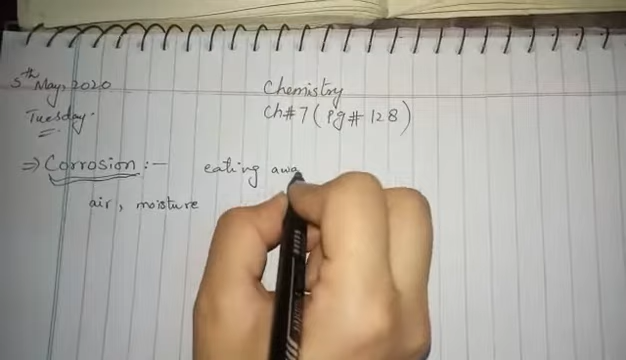 5th May, 2020
Tuesday.
Chemistry
Ch#7 (Pg# 128)
⇒ Corrosion :- eating awa
air, moisture